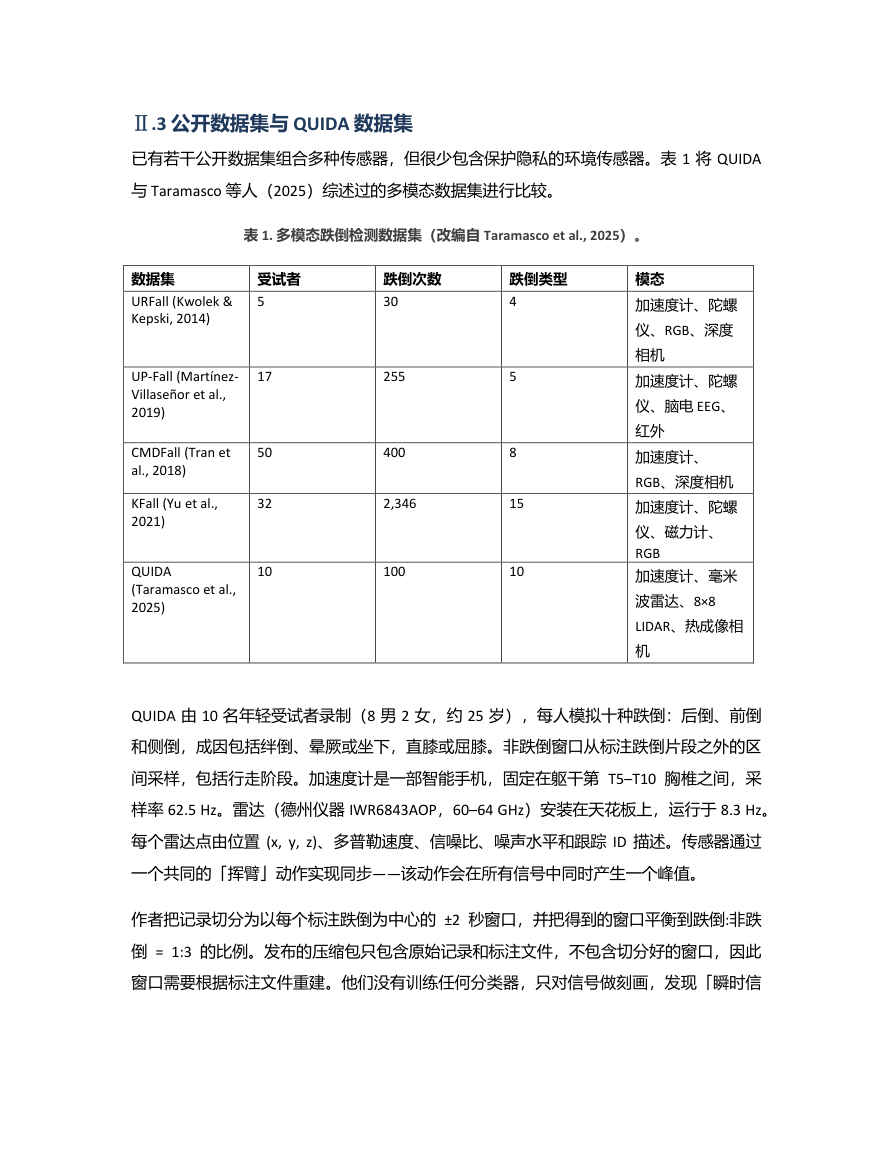 Ⅱ.3 公开数据集与 QUIDA 数据集
已有若干公开数据集组合多种传感器，但很少包含保护隐私的环境传感器。表 1 将 QUIDA
与 Taramasco 等人（2025）综述过的多模态数据集进行比较。
表 1. 多模态跌倒检测数据集（改编自 Taramasco et al., 2025）。
数据集 受试者 跌倒次数 跌倒类型 模态
URFall (Kwolek &
Kepski, 2014)
5
30
4
加速度计、陀螺
仪、RGB、深度
相机
UP-Fall (Martínez-
Villaseñor et al.,
2019)
17
255
5
加速度计、陀螺
仪、脑电 EEG、
红外
CMDFall (Tran et
al., 2018)
50
400
8
加速度计、
RGB、深度相机
KFall (Yu et al.,
2021)
32
2,346
15
加速度计、陀螺
仪、磁力计、
RGB
QUIDA
(Taramasco et al.,
2025)
10
100
10
加速度计、毫米
波雷达、8×8
LIDAR、热成像相
机
QUIDA 由 10 名年轻受试者录制（8 男 2 女，约 25 岁），每人模拟十种跌倒：后倒、前倒
和侧倒，成因包括绊倒、晕厥或坐下，直膝或屈膝。非跌倒窗口从标注跌倒片段之外的区
间采样，包括行走阶段。加速度计是一部智能手机，固定在躯干第 T5–T10 胸椎之间，采
样率 62.5 Hz。雷达（德州仪器 IWR6843AOP，60–64 GHz）安装在天花板上，运行于 8.3 Hz。
每个雷达点由位置 (x, y, z)、多普勒速度、信噪比、噪声水平和跟踪 ID 描述。传感器通过
一个共同的「挥臂」动作实现同步——该动作会在所有信号中同时产生一个峰值。
作者把记录切分为以每个标注跌倒为中心的 ±2 秒窗口，并把得到的窗口平衡到跌倒:非跌
倒 = 1:3 的比例。发布的压缩包只包含原始记录和标注文件，不包含切分好的窗口，因此
窗口需要根据标注文件重建。他们没有训练任何分类器，只对信号做刻画，发现「瞬时信